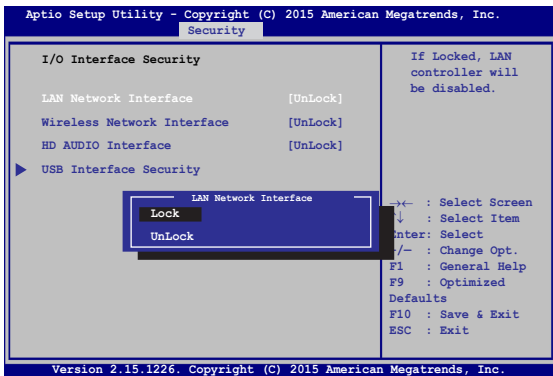 Aptio Setup Utility - Copyright (C) 2015 American Megatrends, Inc.
Security
I/O Interface Security
LAN Network Interface [UnLock]
Wireless Network Interface [UnLock]
HD AUDIO Interface [UnLock]
USB Interface Security
If Locked, LAN
controller will
be disabled.
LAN Network Interface
Lock
UnLock
→← : Select Screen
↑↓ : Select Item
Enter: Select
+/— : Change Opt.
F1 : General Help
F9 : Optimized
Defaults
F10 : Save & Exit
ESC : Exit
Version 2.15.1226. Copyright (C) 2015 American Megatrends, Inc.